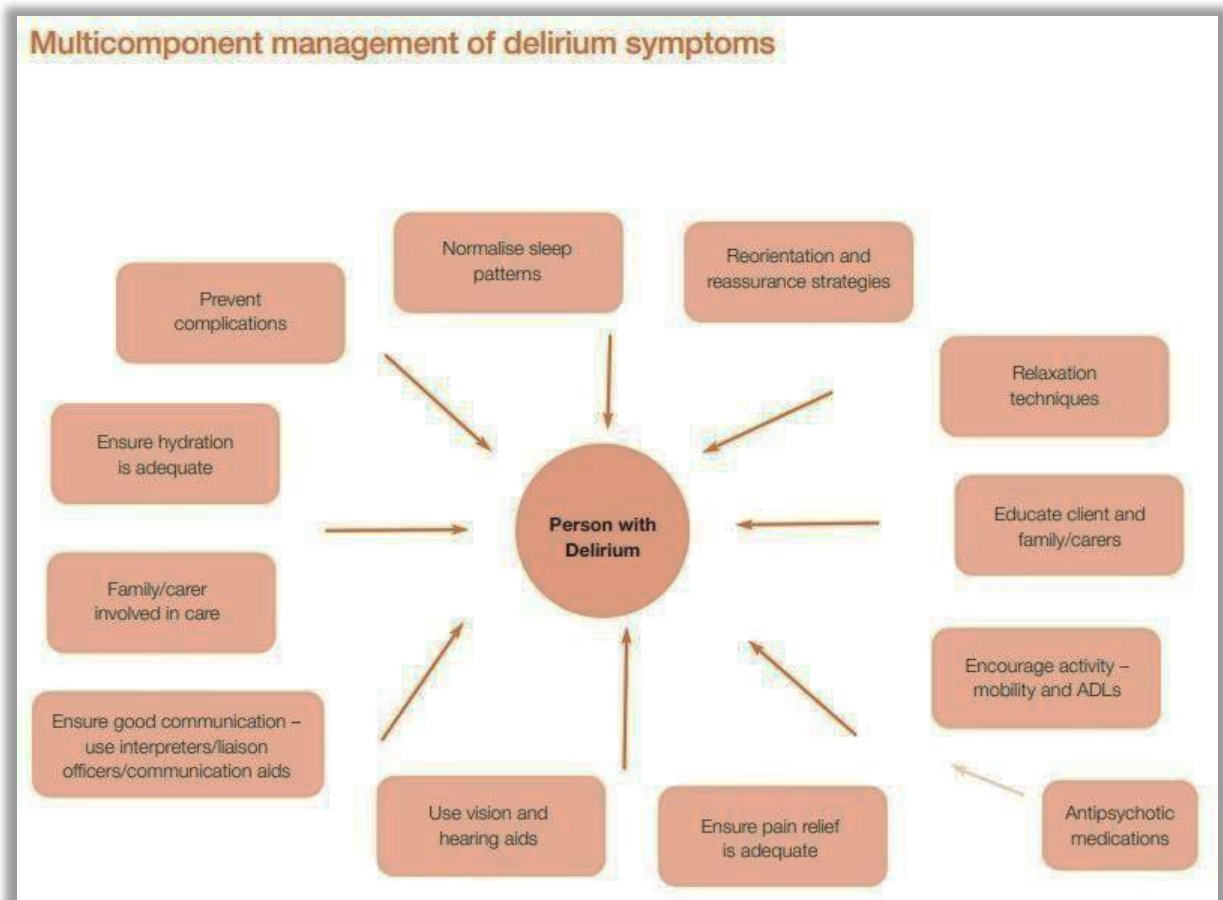 Multicomponent management of delirium symptoms
Normalise sleep
patterns
Reorientation and
reassurance strategies
Prevent
complications
Relaxation
techniques
Ensure hydration
is adequate
Educate client and
family/carers
Person with
Delirium
Family/carer
involved in care
Encourage activity –
mobility and ADLs
Ensure good communication –
use interpreters/liaison
officers/communication aids
Use vision and
hearing aids
Ensure pain relief
is adequate
Antipsychotic
medications